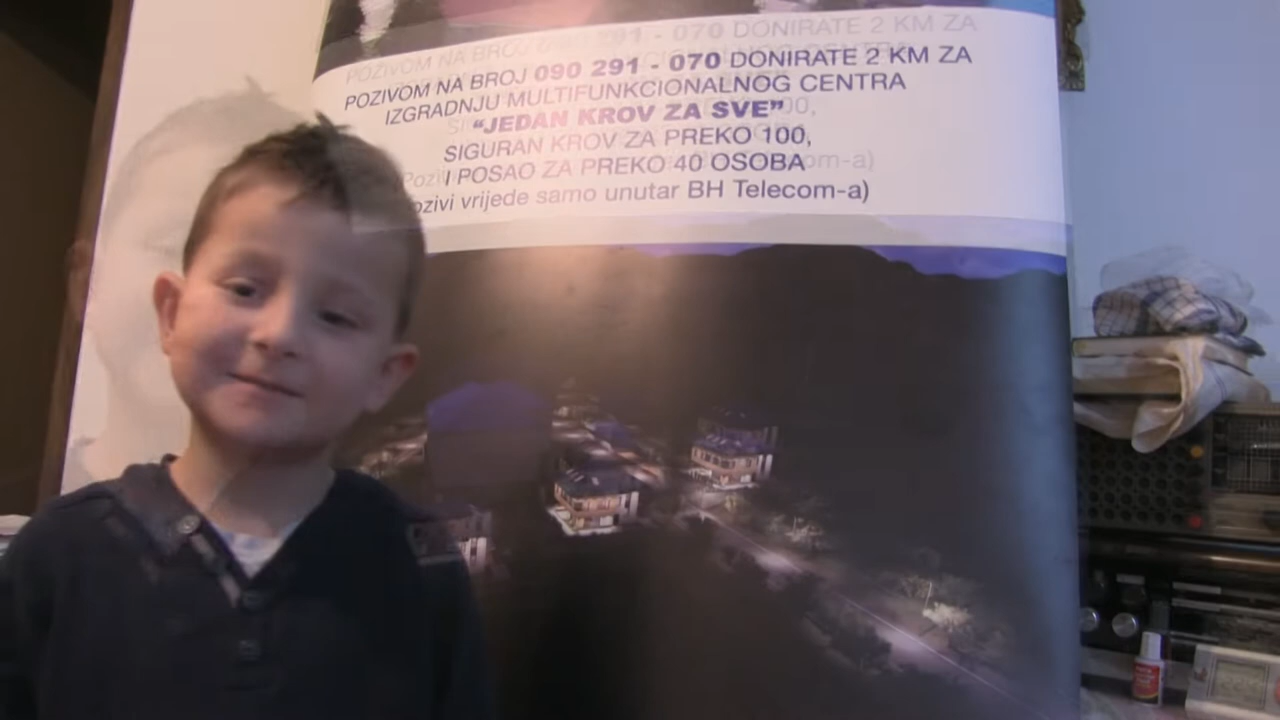 POZIVOM NA BROJ 090 291 - 070 DONIRATE 2 KM ZA
IZGRADNJU MULTIFUNKCIONALNOG CENTRA
“JEDAN KROV ZA SVE”
SIGURAN KROV ZA PREKO 100,
I POSAO ZA PREKO 40 OSOBA
vrijede samo unutar BH Telecom-a)